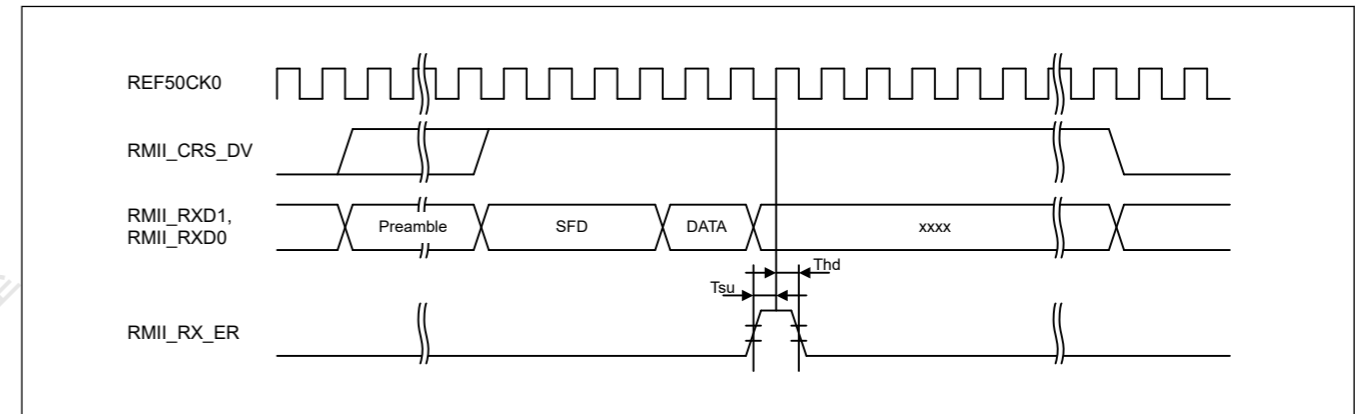 REF50CK0
RMII_CRS_DV
RMII_RXD1,
RMII_RXD0
Preamble
SFD
DATA
xxxx
Thd
Tsu
RMII_RX_ER